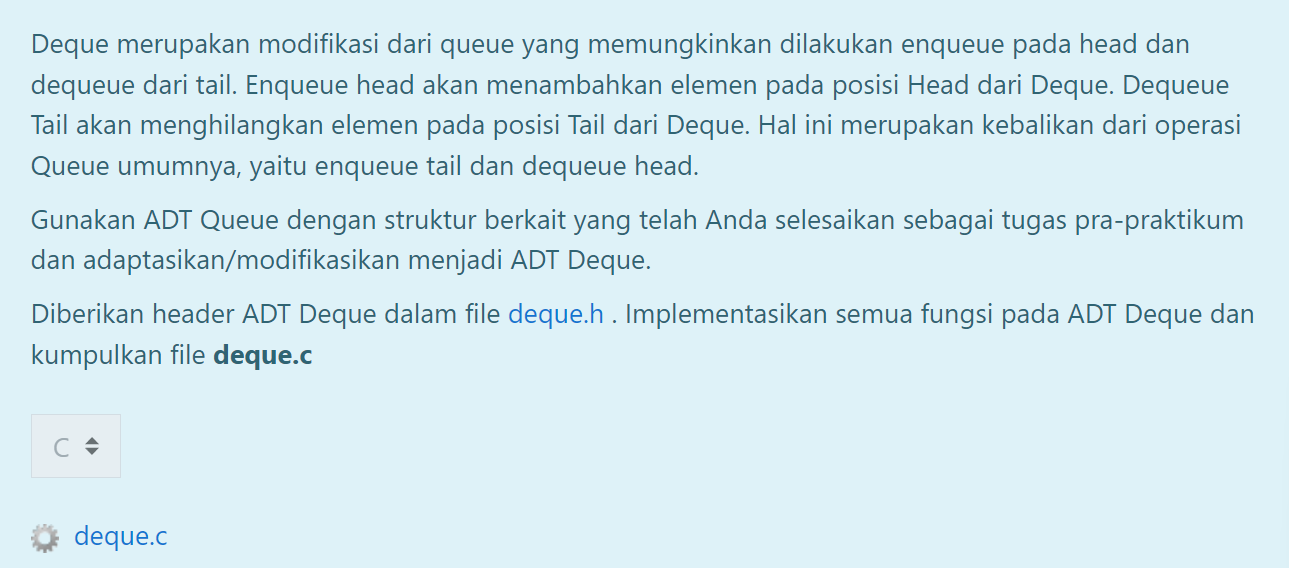 Deque merupakan modifikasi dari queue yang memungkinkan dilakukan enqueue pada head dan
dequeue dari tail. Enqueue head akan menambahkan elemen pada posisi Head dari Deque. Dequeue
Tail akan menghilangkan elemen pada posisi Tail dari Deque. Hal ini merupakan kebalikan dari operasi
Queue umumnya, yaitu enqueue tail dan dequeue head.
Gunakan ADT Queue dengan struktur berkait yang telah Anda selesaikan sebagai tugas pra-praktikum
dan adaptasikan/modifikasikan menjadi ADT Deque.
Diberikan header ADT Deque dalam file deque.h . Implementasikan semua fungsi pada ADT Deque dan
kumpulkan file deque.c
C
deque.c